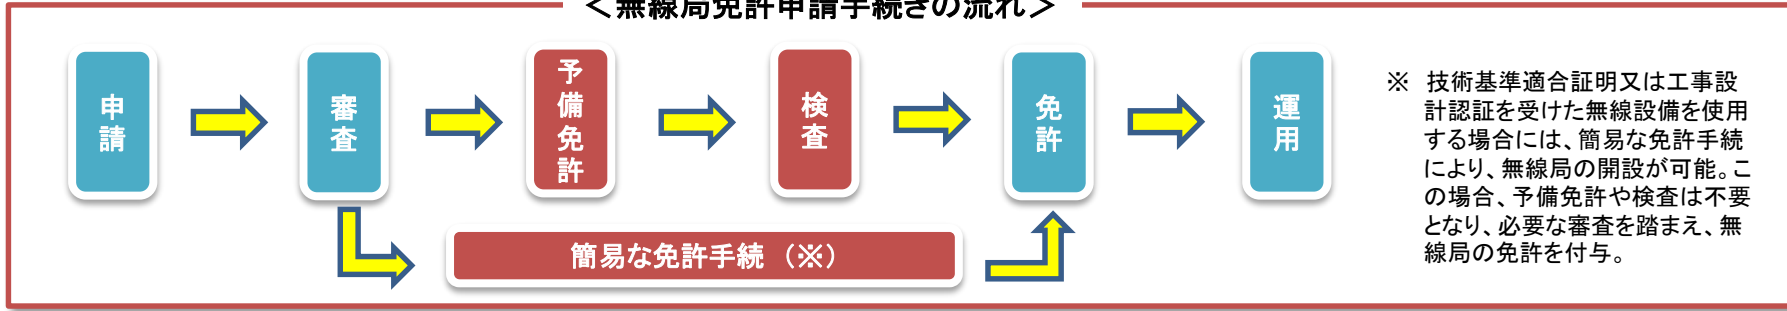 ＜無線局免許申請手続きの流れ＞
申請
審査
予備免許
検査
免許
運用
簡易な免許手続（※）
※ 技術基準適合証明又は工事設
計認証を受けた無線設備を使用
する場合には、簡易な免許手続
により、無線局の開設が可能。こ
の場合、予備免許や検査は不要
となり、必要な審査を踏まえ、無
線局の免許を付与。